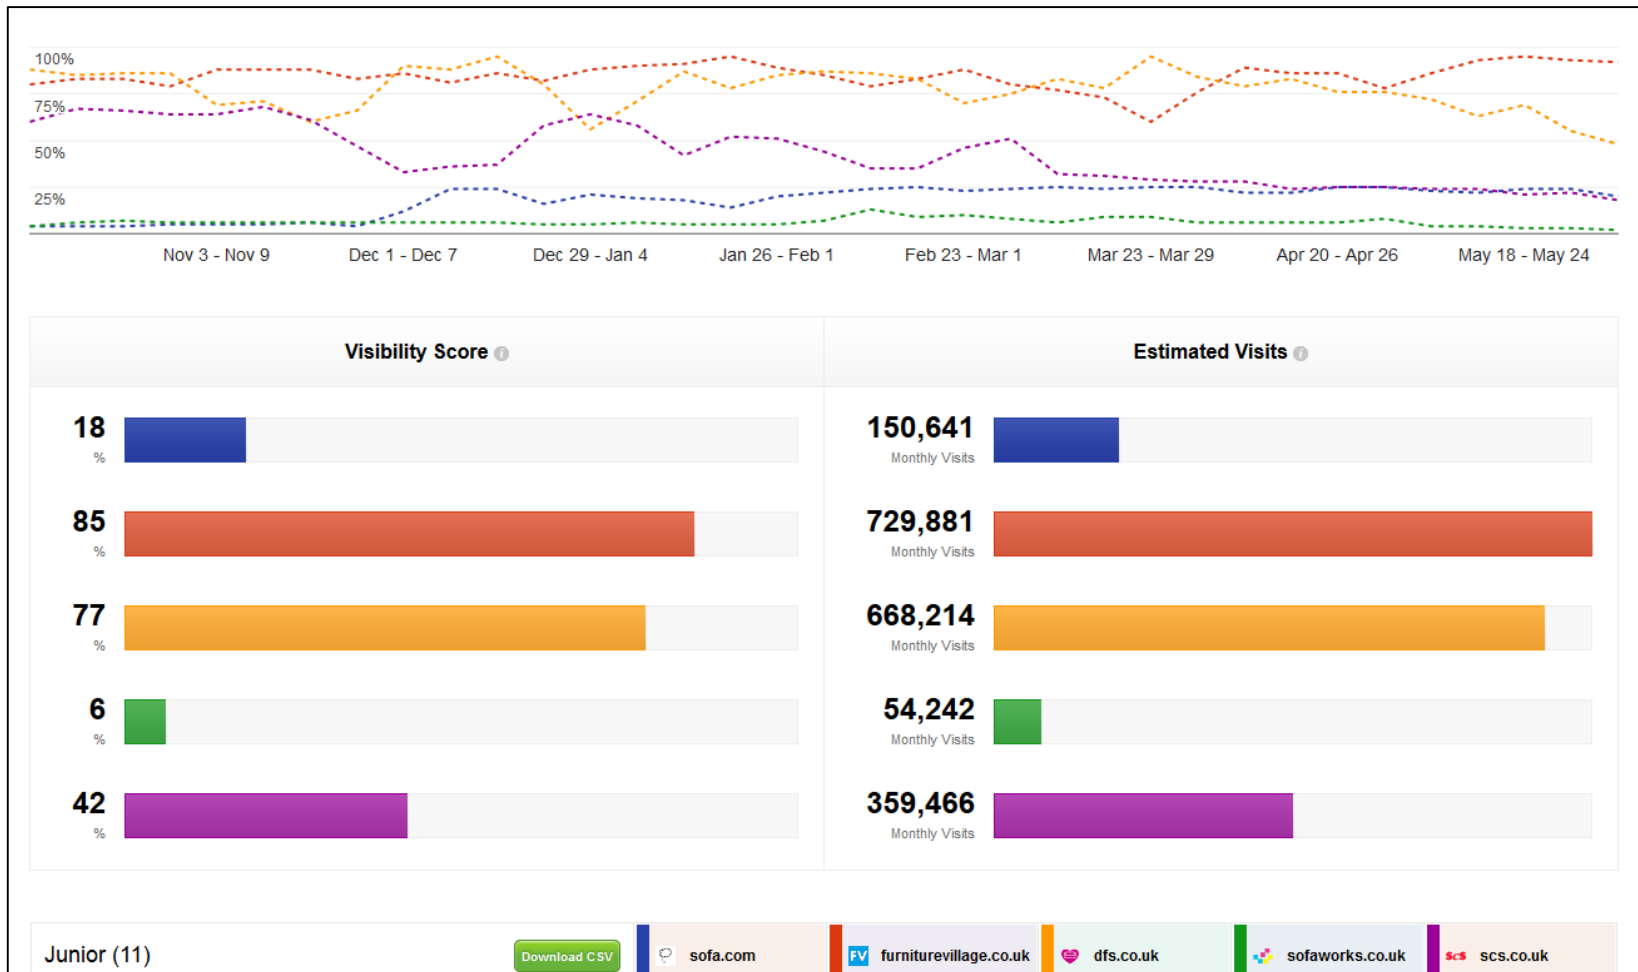 100%
75%
50%
25%
Nov 3 - Nov 9 Dec 1 - Dec 7 Dec 29 - Jan 4 Jan 26 - Feb 1 Feb 23 - Mar 1 Mar 23 - Mar 29 Apr 20 - Apr 26 May 18 - May 24
Visibility Score i Estimated Visits i
18 150,641
% Monthly Visits
85 729,881
% Monthly Visits
77 668,214
% Monthly Visits
6 54,242
% Monthly Visits
42 359,466
% Monthly Visits
Junior (11) Download CSV sofa.com FV furniturevillage.co.uk dfs.co.uk sofaworks.co.uk scs scs.co.uk